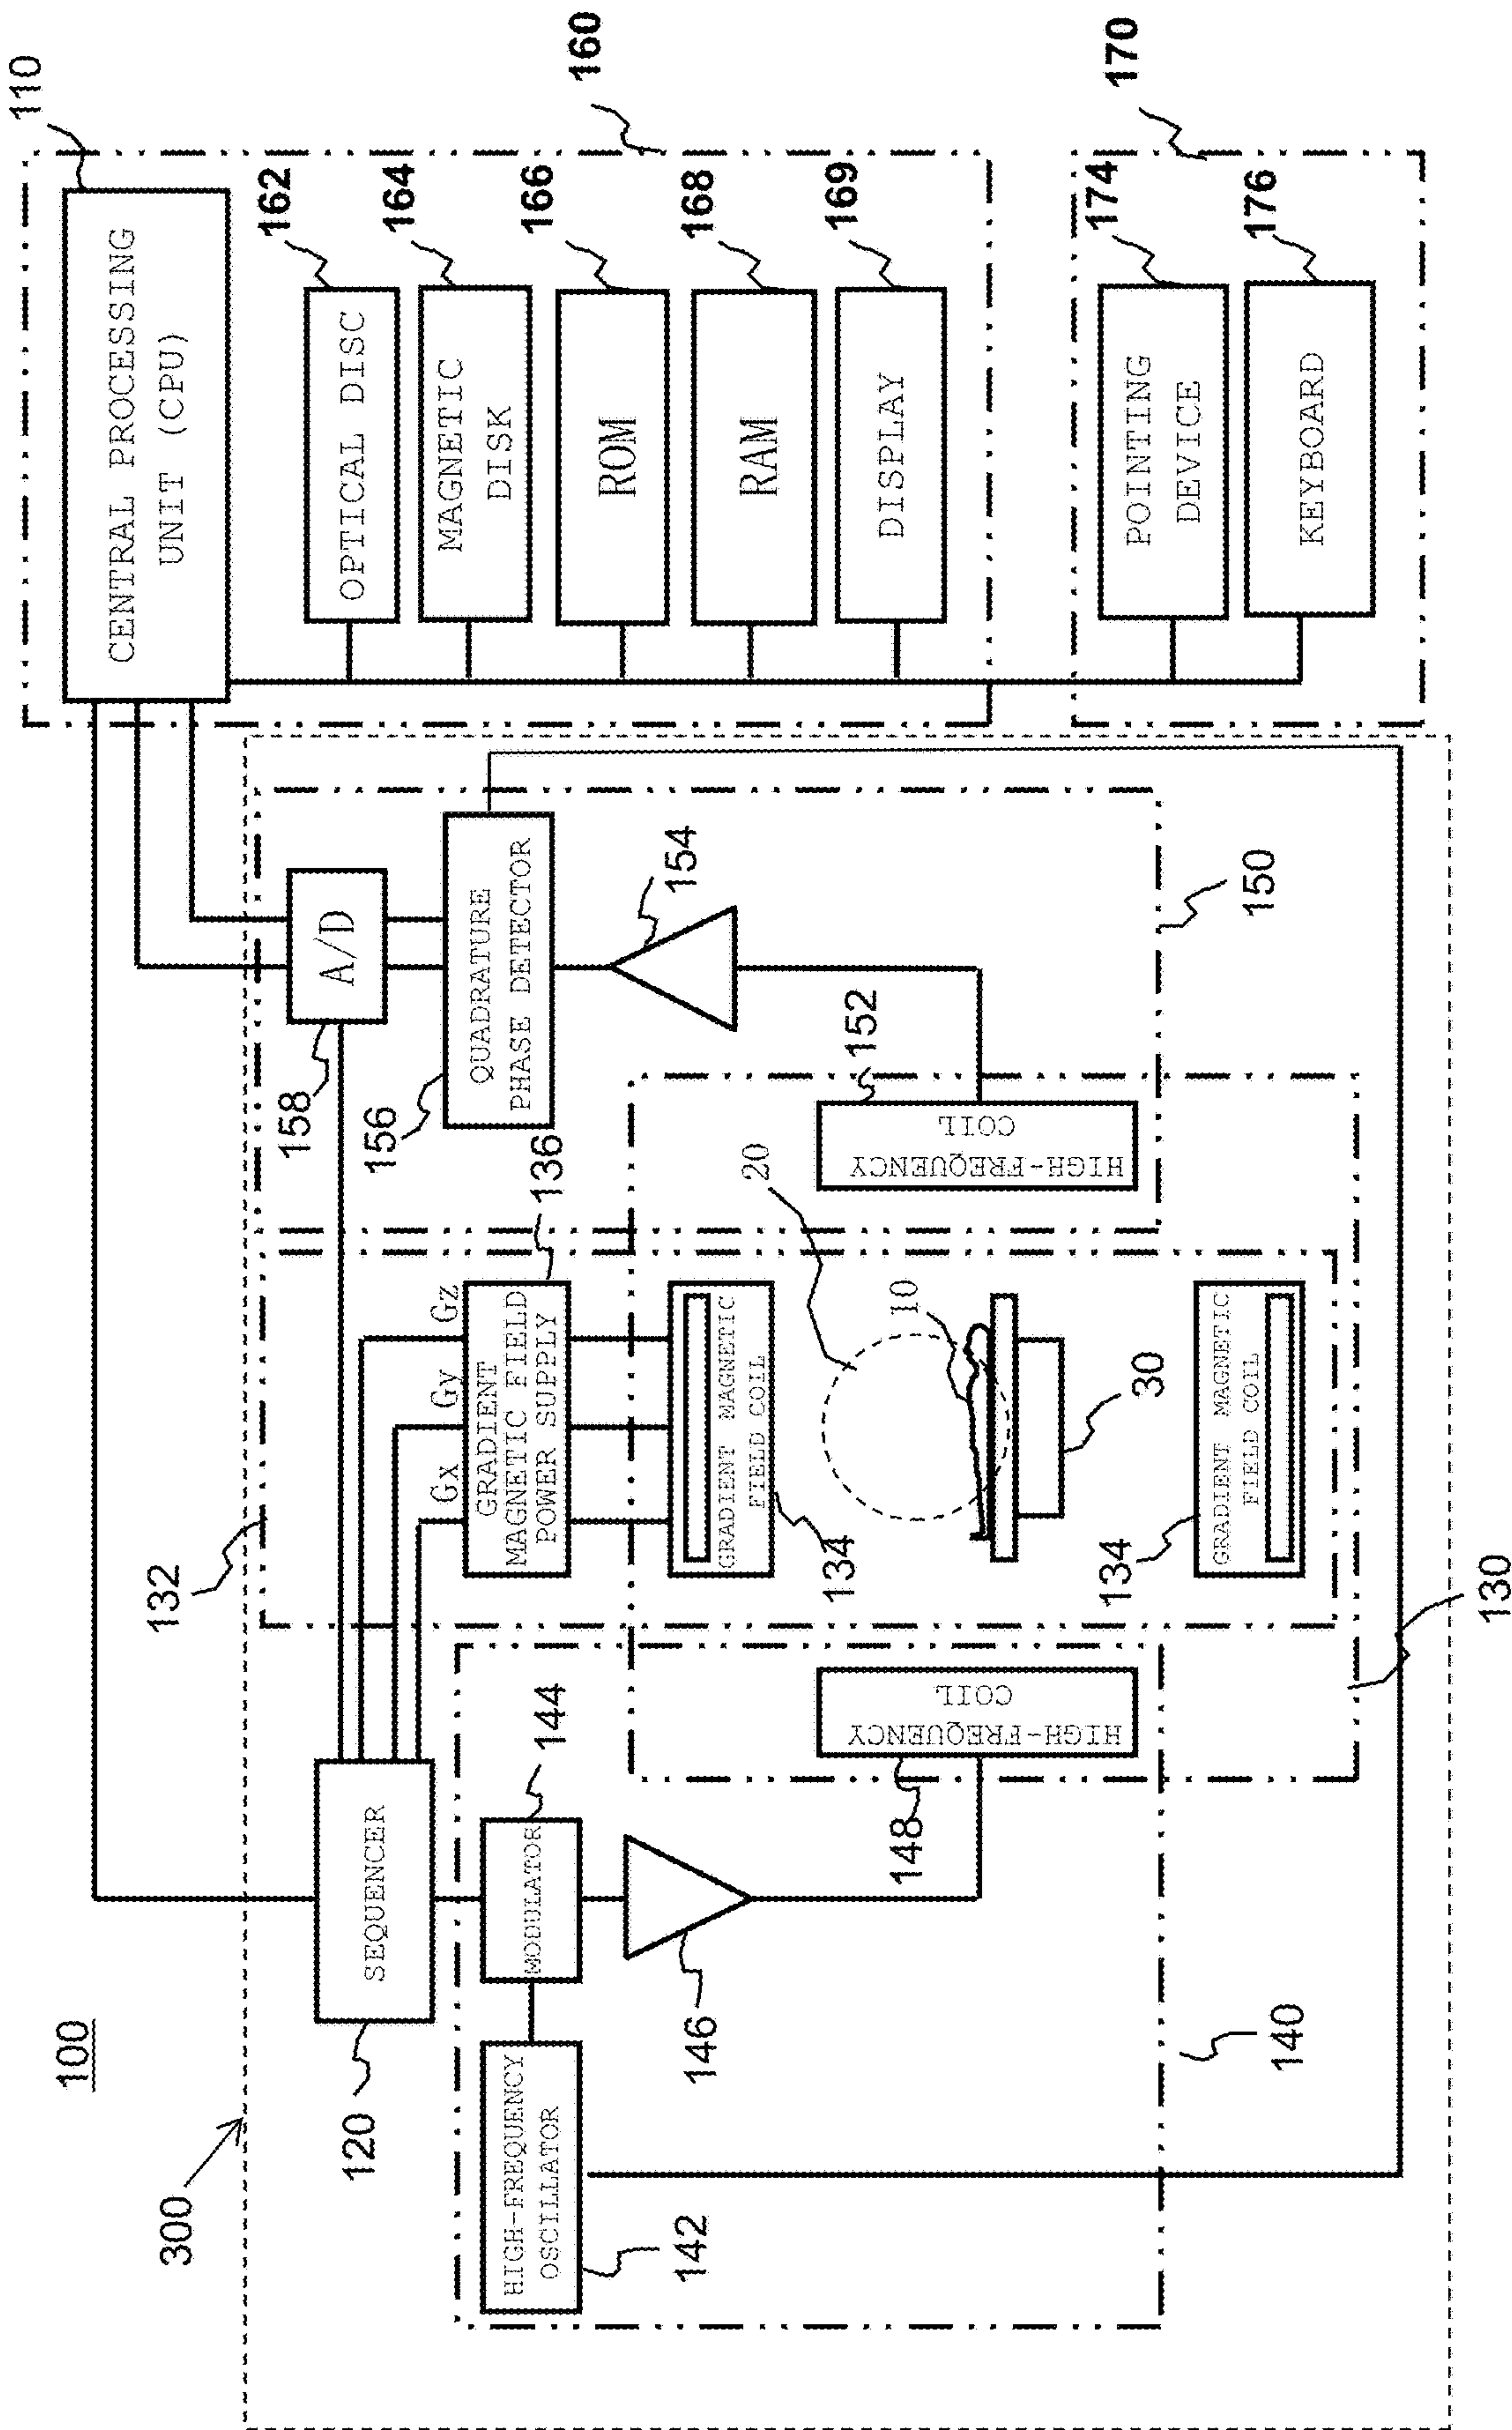 100
300
110
CENTRAL PROCESSING
UNIT (CPU)
160
162
OPTICAL DISC
164
MAGNETIC
DISK
166
ROM
168
RAM
169
DISPLAY
170
174
POINTING
DEVICE
176
KEYBOARD
120
SEQUENCER
132
158
A/D
156
QUADRATURE
PHASE DETECTOR
154
150
152
HIGH-FREQUENCY
COIL
136
Gx
Gy
Gz
GRADIENT
MAGNETIC FIELD
POWER SUPPLY
GRADIENT MAGNETIC
FIELD COIL
134
20
10
30
GRADIENT MAGNETIC
FIELD COIL
134
130
144
MODULATOR
146
HIGH-FREQUENCY
OSCILLATOR
142
HIGH-FREQUENCY
COIL
148
140